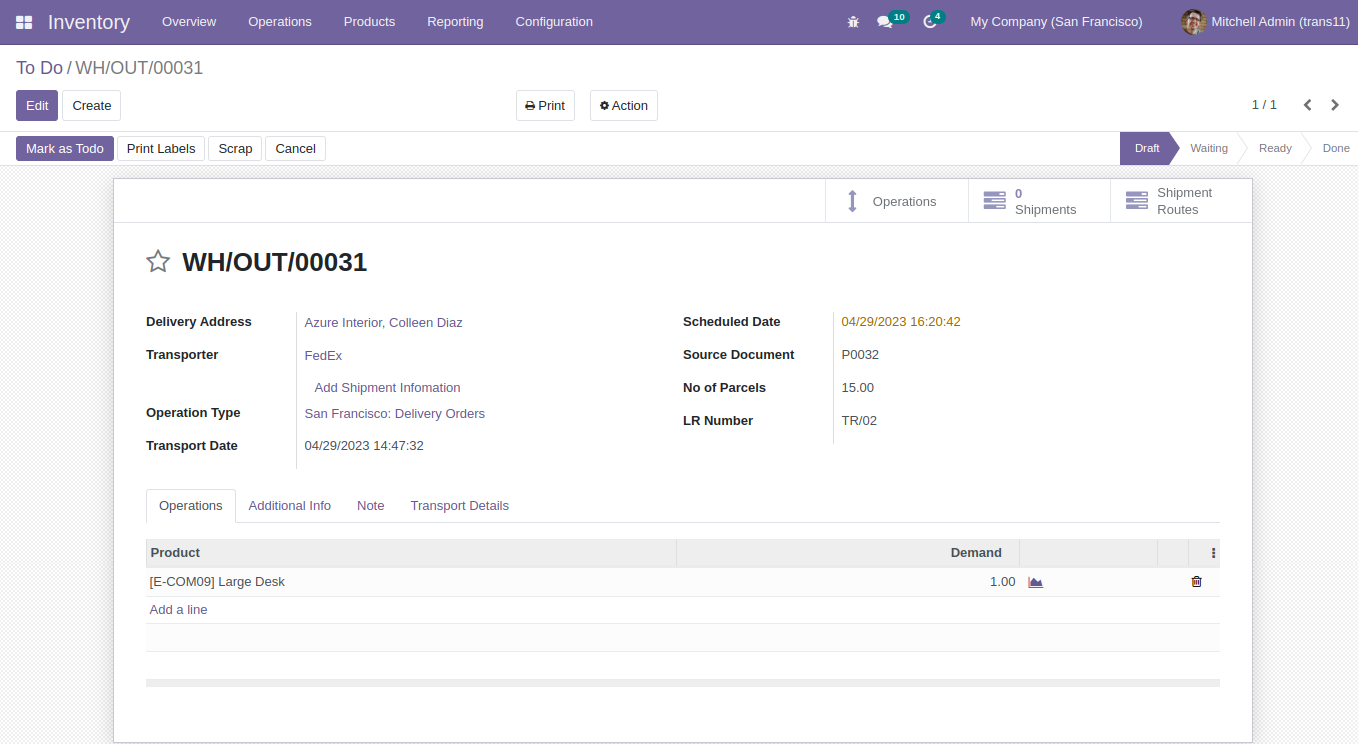 Inventory Overview Operations Products Reporting Configuration 10 4 My Company (San Francisco) Mitchell Admin (trans11)
To Do / WH/OUT/00031
Edit Create Print Action 1 / 1
Mark as Todo Print Labels Scrap Cancel Draft Waiting Ready Done
Operations 0 Shipments Shipment Routes
WH/OUT/00031
Delivery Address Azure Interior, Colleen Diaz Scheduled Date 04/29/2023 16:20:42
Transporter FedEx Source Document P0032
Add Shipment Infomation No of Parcels 15.00
Operation Type San Francisco: Delivery Orders LR Number TR/02
Transport Date 04/29/2023 14:47:32
Operations Additional Info Note Transport Details
Product Demand
[E-COM09] Large Desk 1.00
Add a line